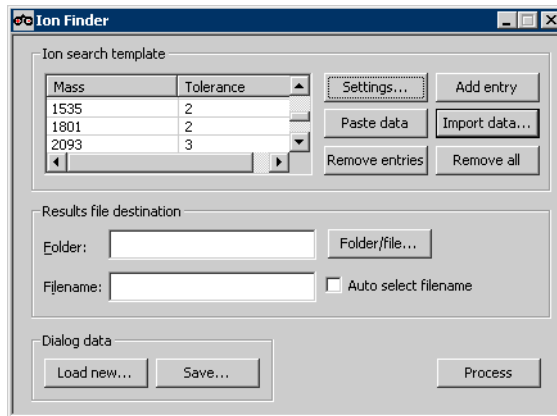 Ion Finder
Ion search template
Mass Tolerance
1535 2
1801 2
2093 3
Settings... Add entry
Paste data Import data...
Remove entries Remove all
Results file destination
Folder: Folder/file...
Filename: Auto select filename
Dialog data
Load new... Save... Process